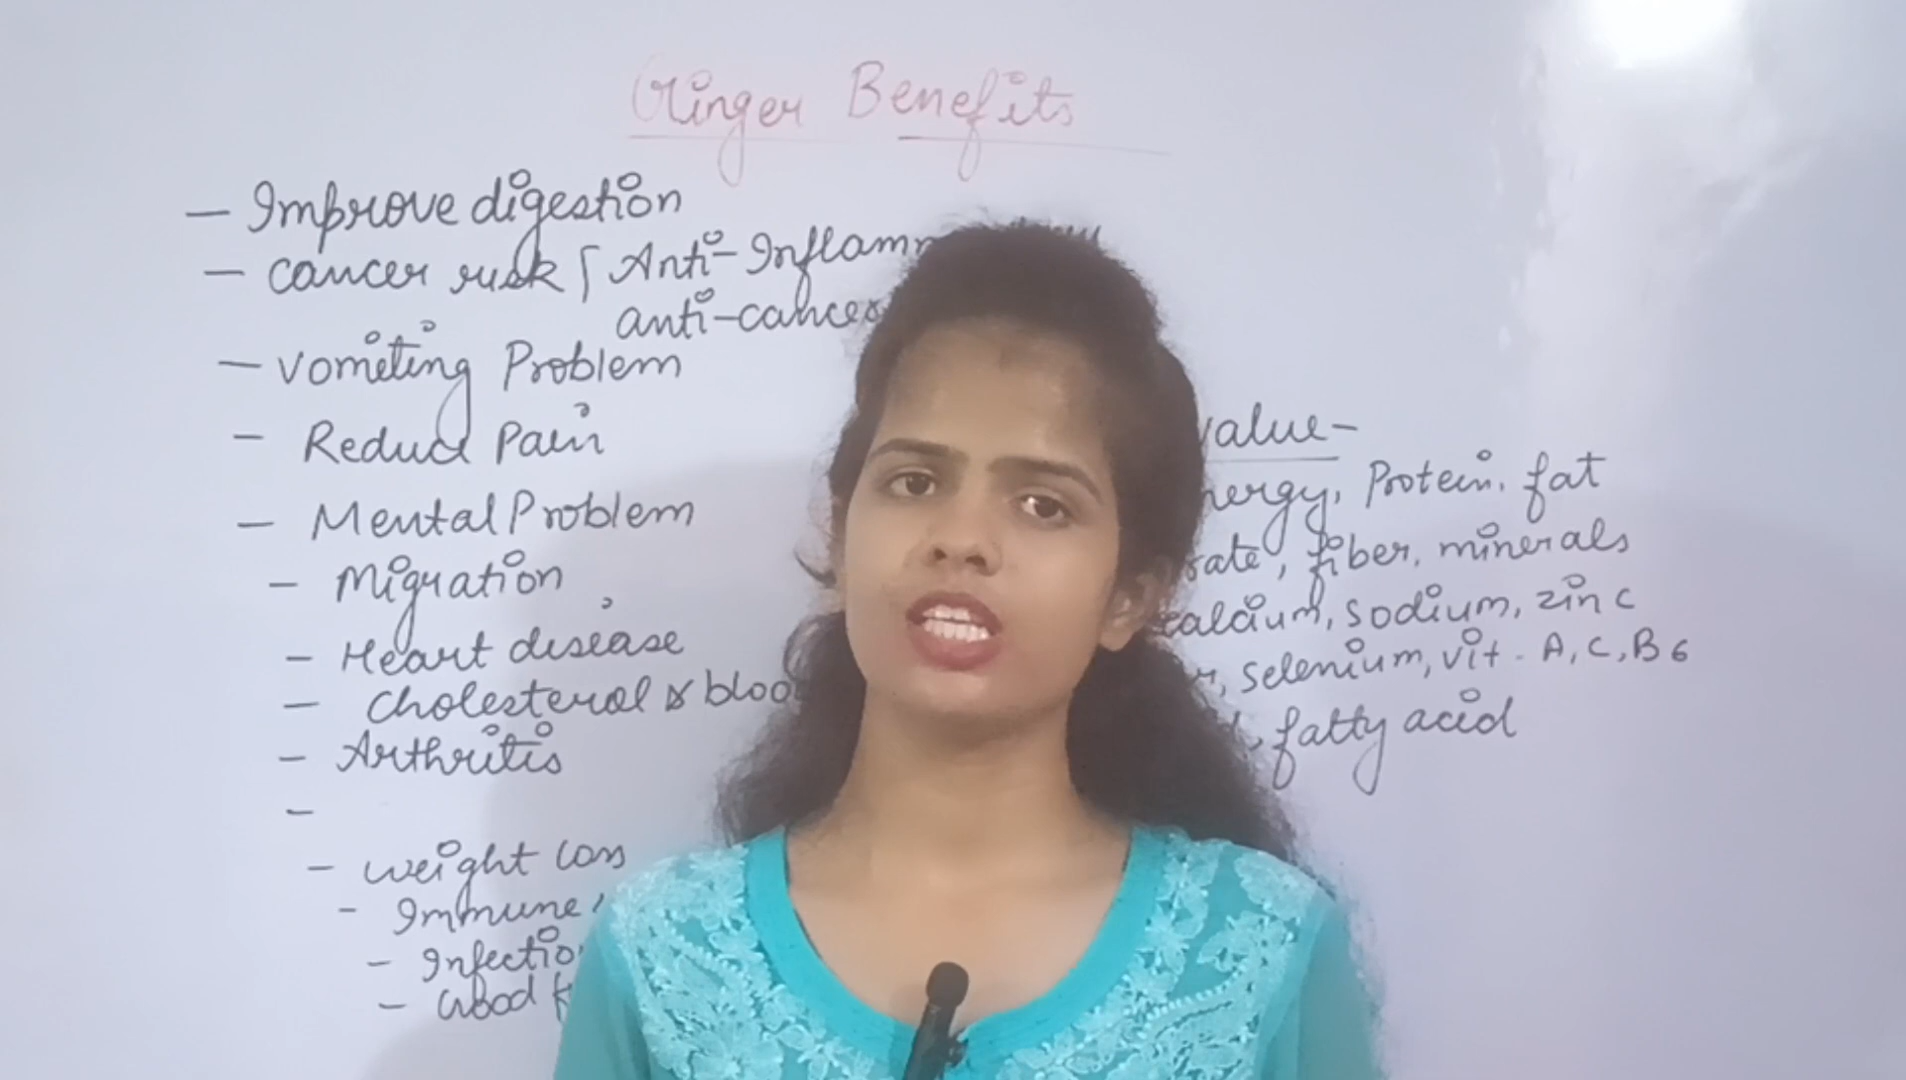 Ginger Benefits
- Improve digestion
- Cancer risk [ Anti-Inflamm
anti-cancer
- Vomiting Problem
- Reduce Pain
- Mental Problem
- Migration
- Heart disease
- Cholesterol & bloo
- Arthritis
-
- weight loss
- Immune
- Infectio
- Good
value-
nergy, Protein. fat
rate, fiber, minerals
calcium, sodium, zinc
r, selenium, vit - A, C, B6
, fatty acid